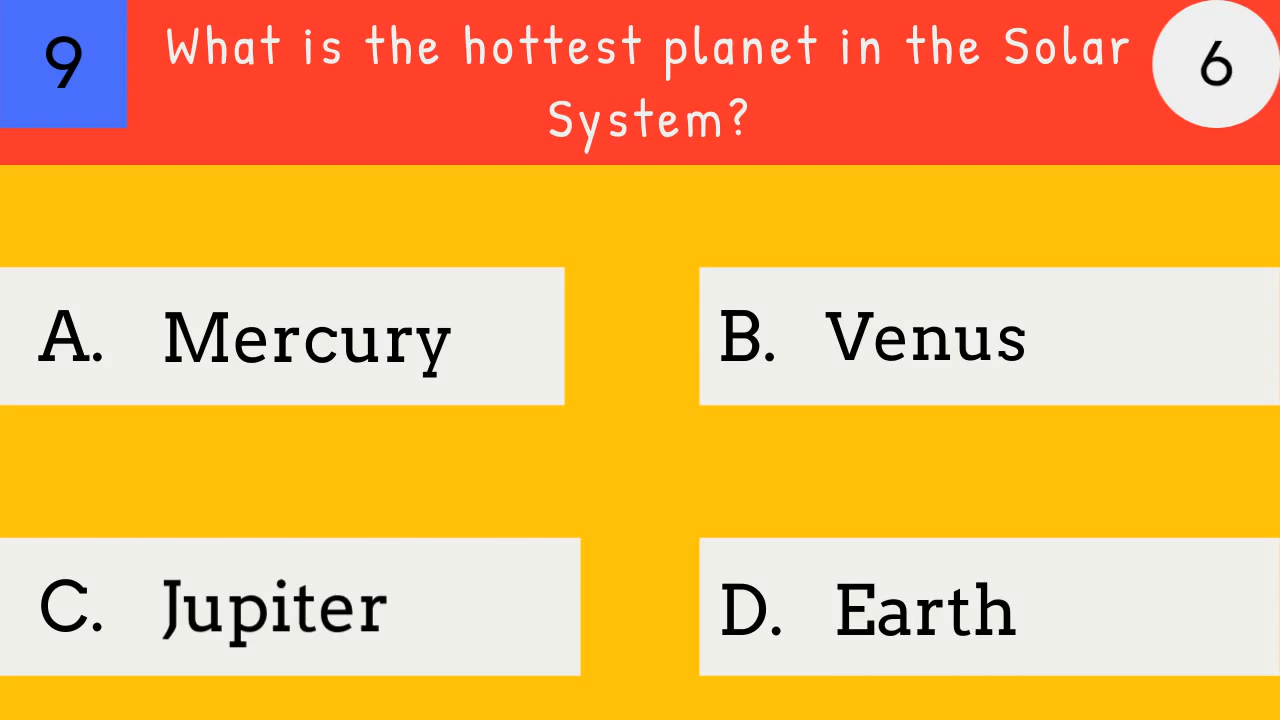 9
What is the hottest planet in the Solar
System?
6
A. Mercury
B. Venus
C. Jupiter
D. Earth